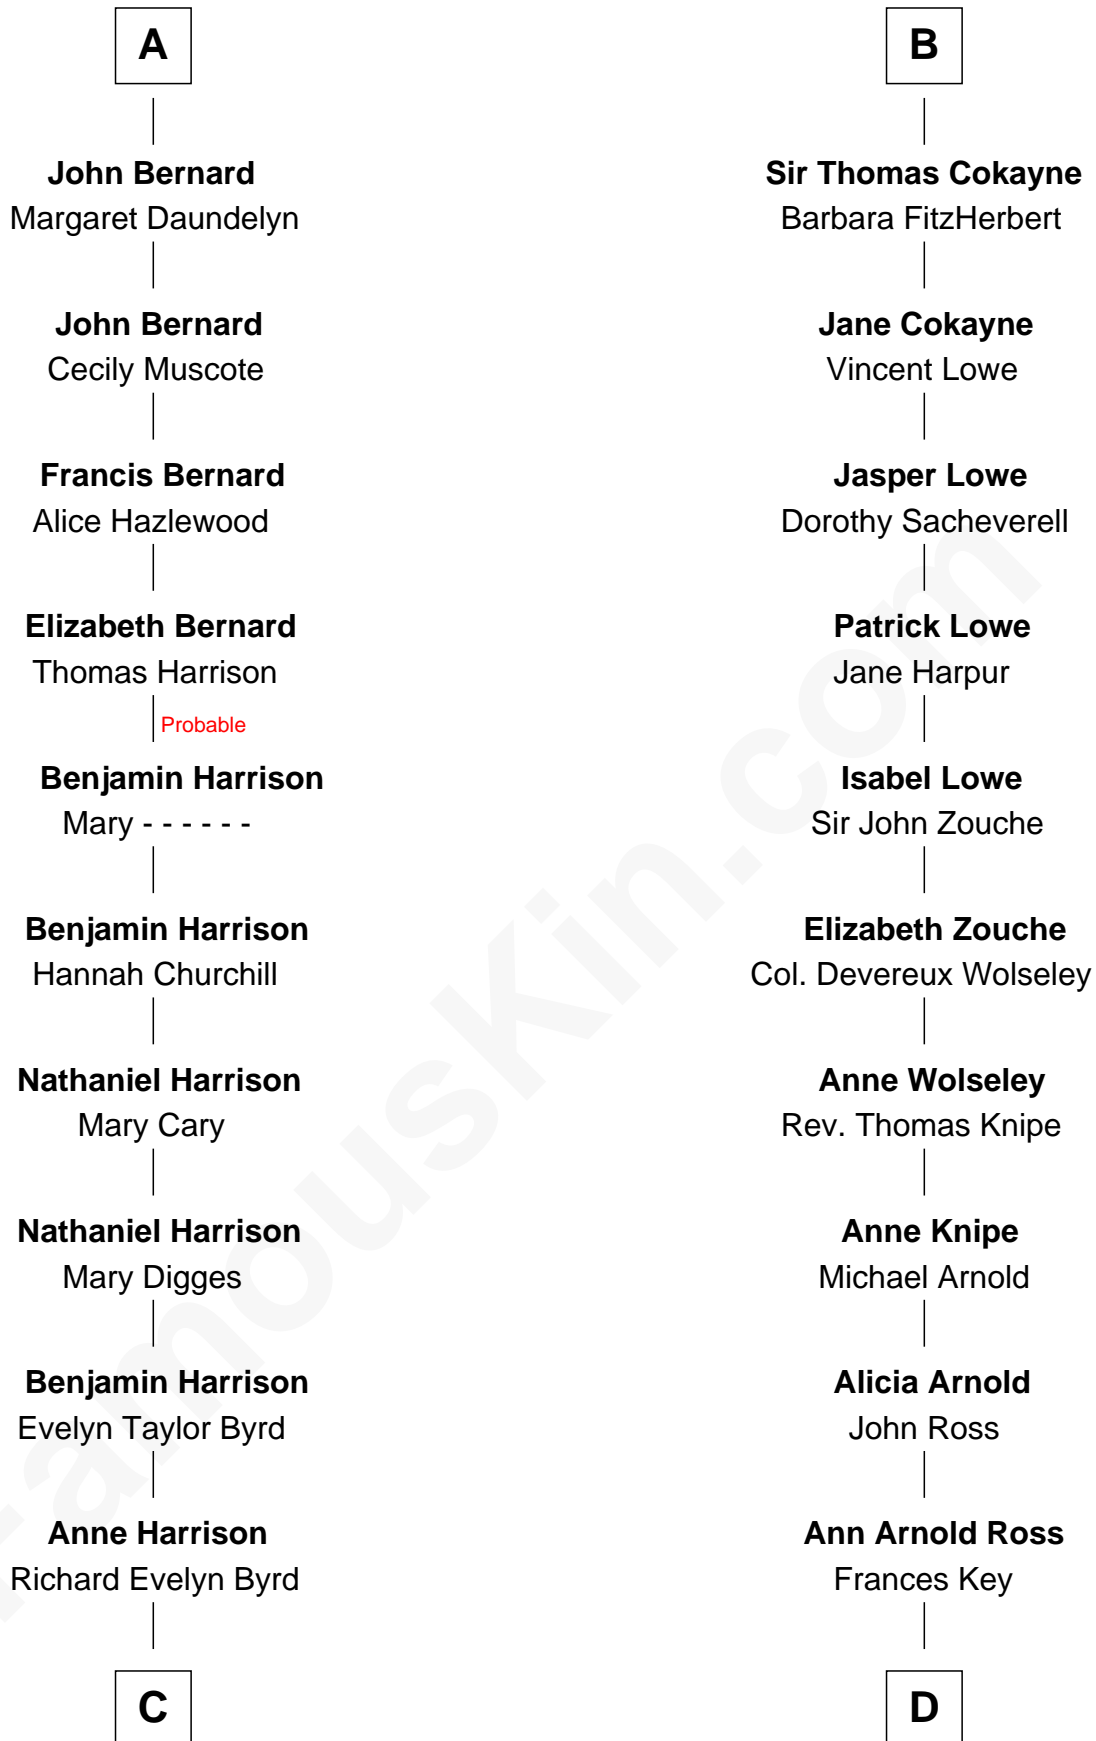 A
John Bernard
Margaret Daundelyn
John Bernard
Cecily Muscote
Francis Bernard
Alice Hazlewood
Elizabeth Bernard
Thomas Harrison
Probable
Benjamin Harrison
Mary - - - - - -
Benjamin Harrison
Hannah Churchill
Nathaniel Harrison
Mary Cary
Nathaniel Harrison
Mary Digges
Benjamin Harrison
Evelyn Taylor Byrd
Anne Harrison
Richard Evelyn Byrd
C
B
Sir Thomas Cokayne
Barbara FitzHerbert
Jane Cokayne
Vincent Lowe
Jasper Lowe
Dorothy Sacheverell
Patrick Lowe
Jane Harpur
Isabel Lowe
Sir John Zouche
Elizabeth Zouche
Col. Devereux Wolseley
Anne Wolseley
Rev. Thomas Knipe
Anne Knipe
Michael Arnold
Alicia Arnold
John Ross
Ann Arnold Ross
Frances Key
D
FamousKin.com